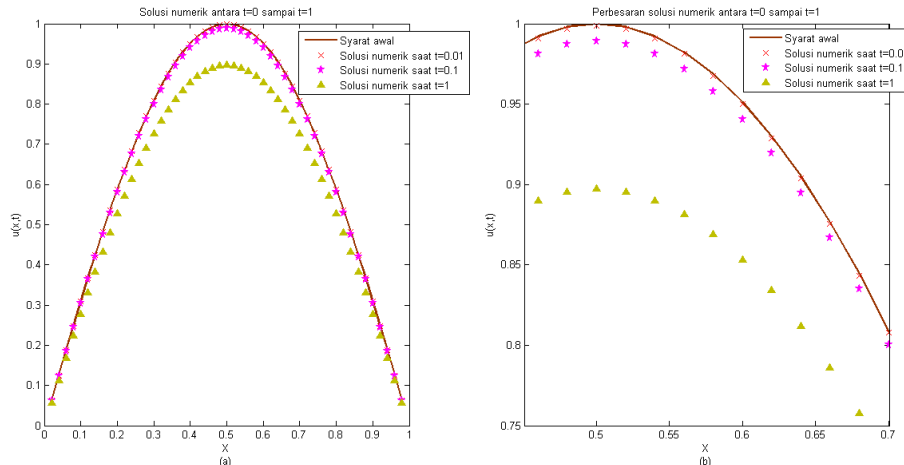 Solusi numerik antara t=0 sampai t=1
Syarat awal
Solusi numerik saat t=0.01
Solusi numerik saat t=0.1
Solusi numerik saat t=1
u(x,t)
1
0.9
0.8
0.7
0.6
0.5
0.4
0.3
0.2
0.1
0
0 0.1 0.2 0.3 0.4 0.5 0.6 0.7 0.8 0.9 1
X
(a)
Perbesaran solusi numerik antara t=0 sampai t=1
Syarat awal
Solusi numerik saat t=0.0
Solusi numerik saat t=0.1
Solusi numerik saat t=1
u(x,t)
1
0.95
0.9
0.85
0.8
0.75
0.5 0.55 0.6 0.65 0.7
X
(b)